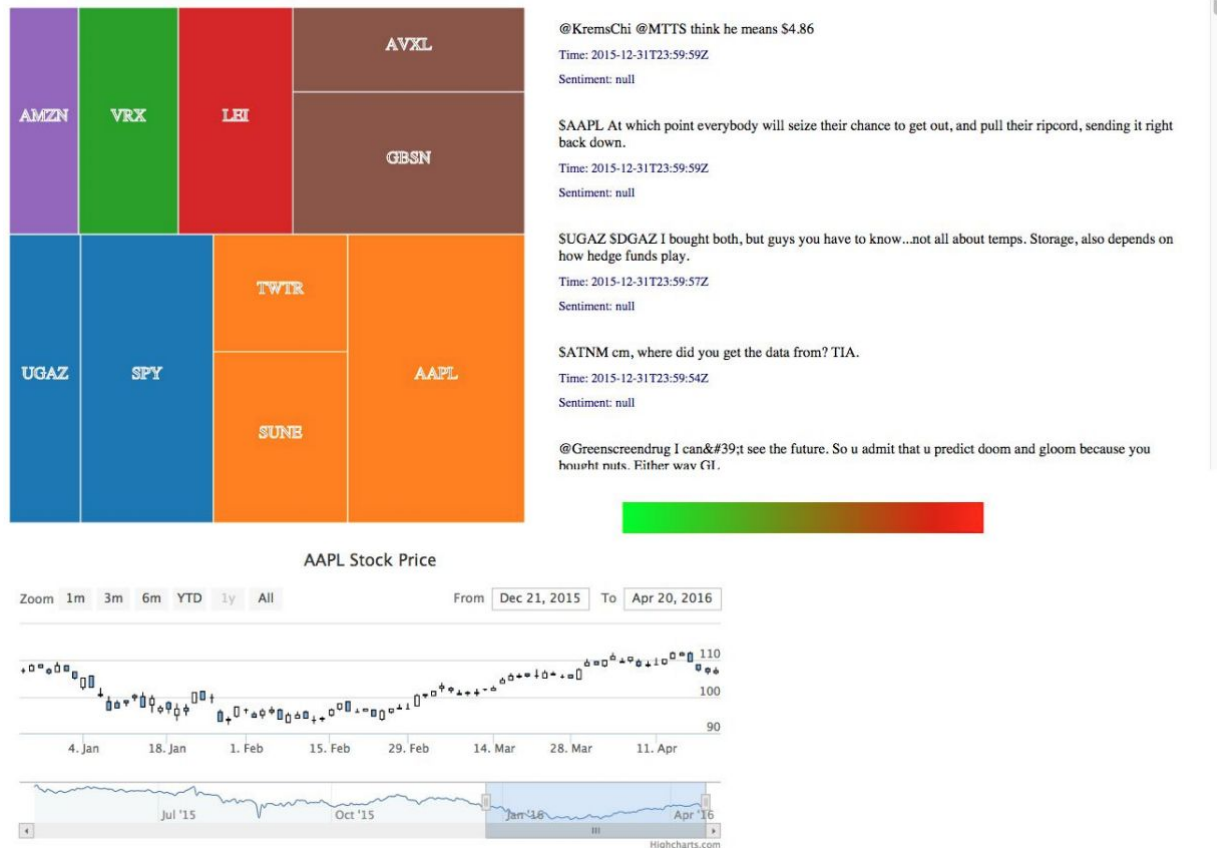 AMZN
VRX
LEI
AVXL
GBSN
UGAZ
SPY
TWTR
SUNE
AAPL
@KremsChi @MTTS think he means $4.86
Time: 2015-12-31T23:59:59Z
Sentiment: null
$AAPL At which point everybody will seize their chance to get out, and pull their ripcord, sending it right
back down.
Time: 2015-12-31T23:59:59Z
Sentiment: null
$UGAZ $DGAZ I bought both, but guys you have to know...not all about temps. Storage, also depends on
how hedge funds play.
Time: 2015-12-31T23:59:57Z
Sentiment: null
$ATNM cm, where did you get the data from? TIA.
Time: 2015-12-31T23:59:54Z
Sentiment: null
@Greenscreendrug I can&#39;t see the future. So u admit that u predict doom and gloom because you
bought puts. Either way GL.
AAPL Stock Price
Zoom 1m 3m 6m YTD 1y All
From Dec 21, 2015 To Apr 20, 2016
110
100
90
4. Jan 18. Jan 1. Feb 15. Feb 29. Feb 14. Mar 28. Mar 11. Apr
Jul '15 Oct '15 Jan '16 Apr '16
Highcharts.com